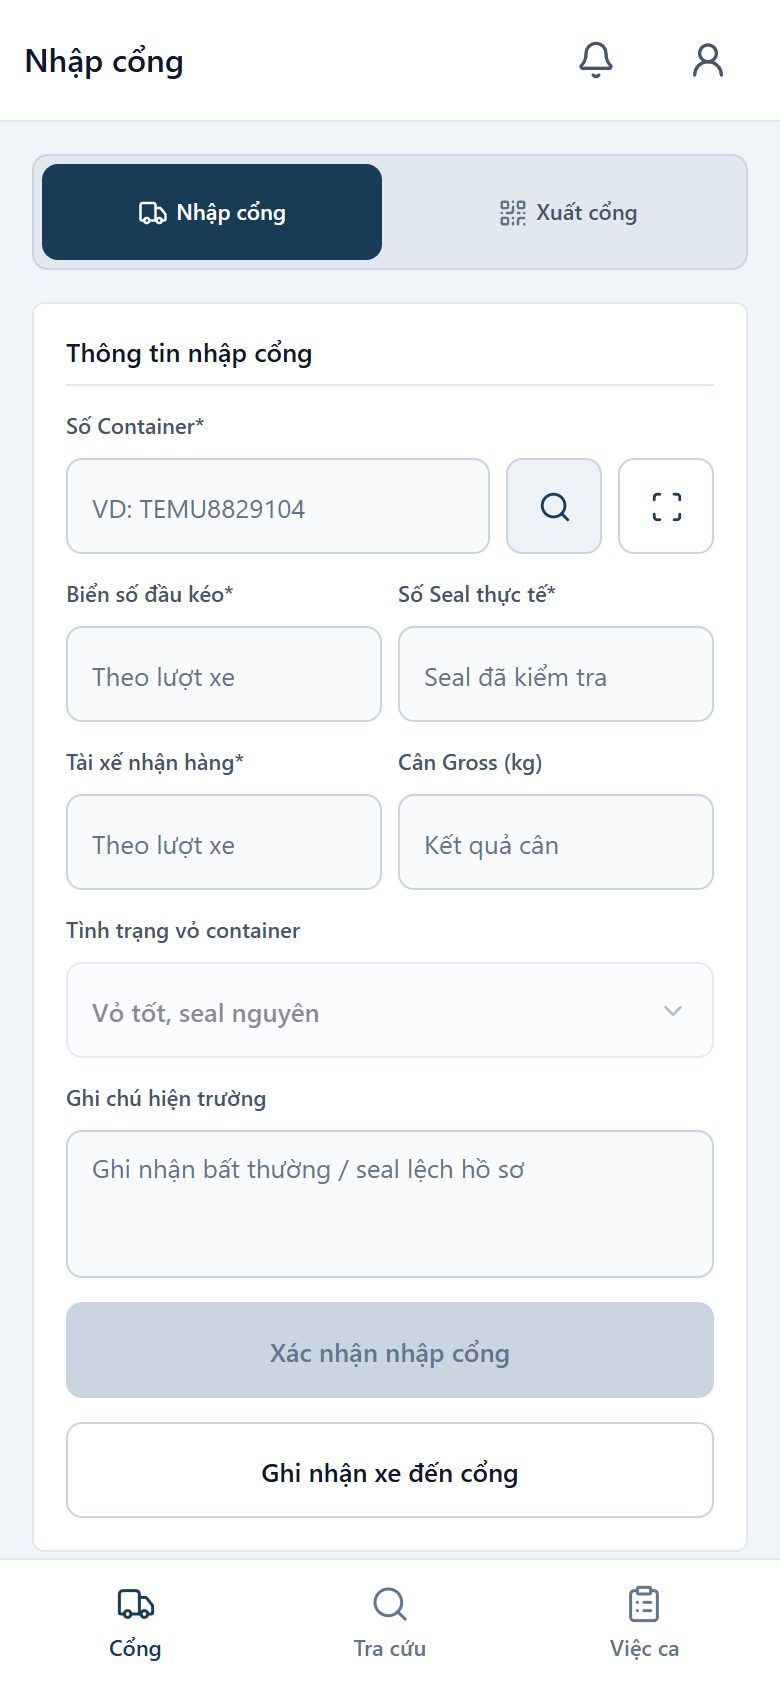 Nhập cổng
Nhập cổng
Xuất cổng
Thông tin nhập cổng
Số Container*
VD: TEMU8829104
Biển số đầu kéo*
Số Seal thực tế*
Theo lượt xe
Seal đã kiểm tra
Tài xế nhận hàng*
Cân Gross (kg)
Theo lượt xe
Kết quả cân
Tình trạng vỏ container
Vỏ tốt, seal nguyên
Ghi chú hiện trường
Ghi nhận bất thường / seal lệch hồ sơ
Xác nhận nhập cổng
Ghi nhận xe đến cổng
Cổng
Tra cứu
Việc ca